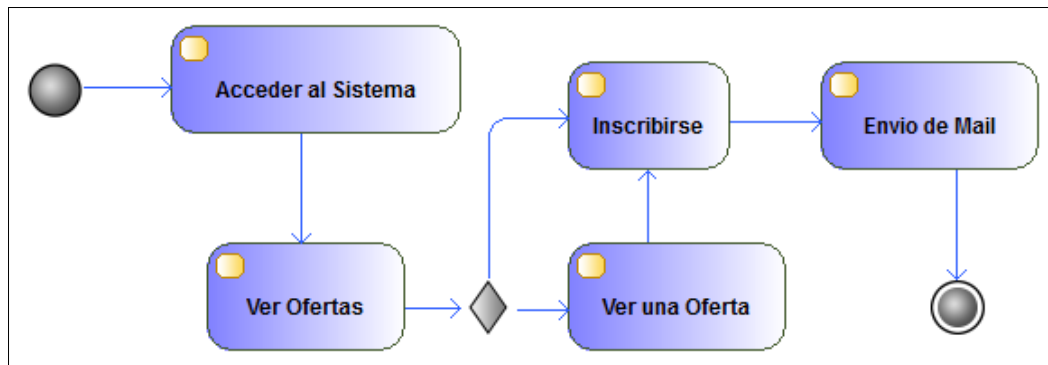 Acceder al Sistema
Inscribirse
Envio de Mail
Ver Ofertas
Ver una Oferta